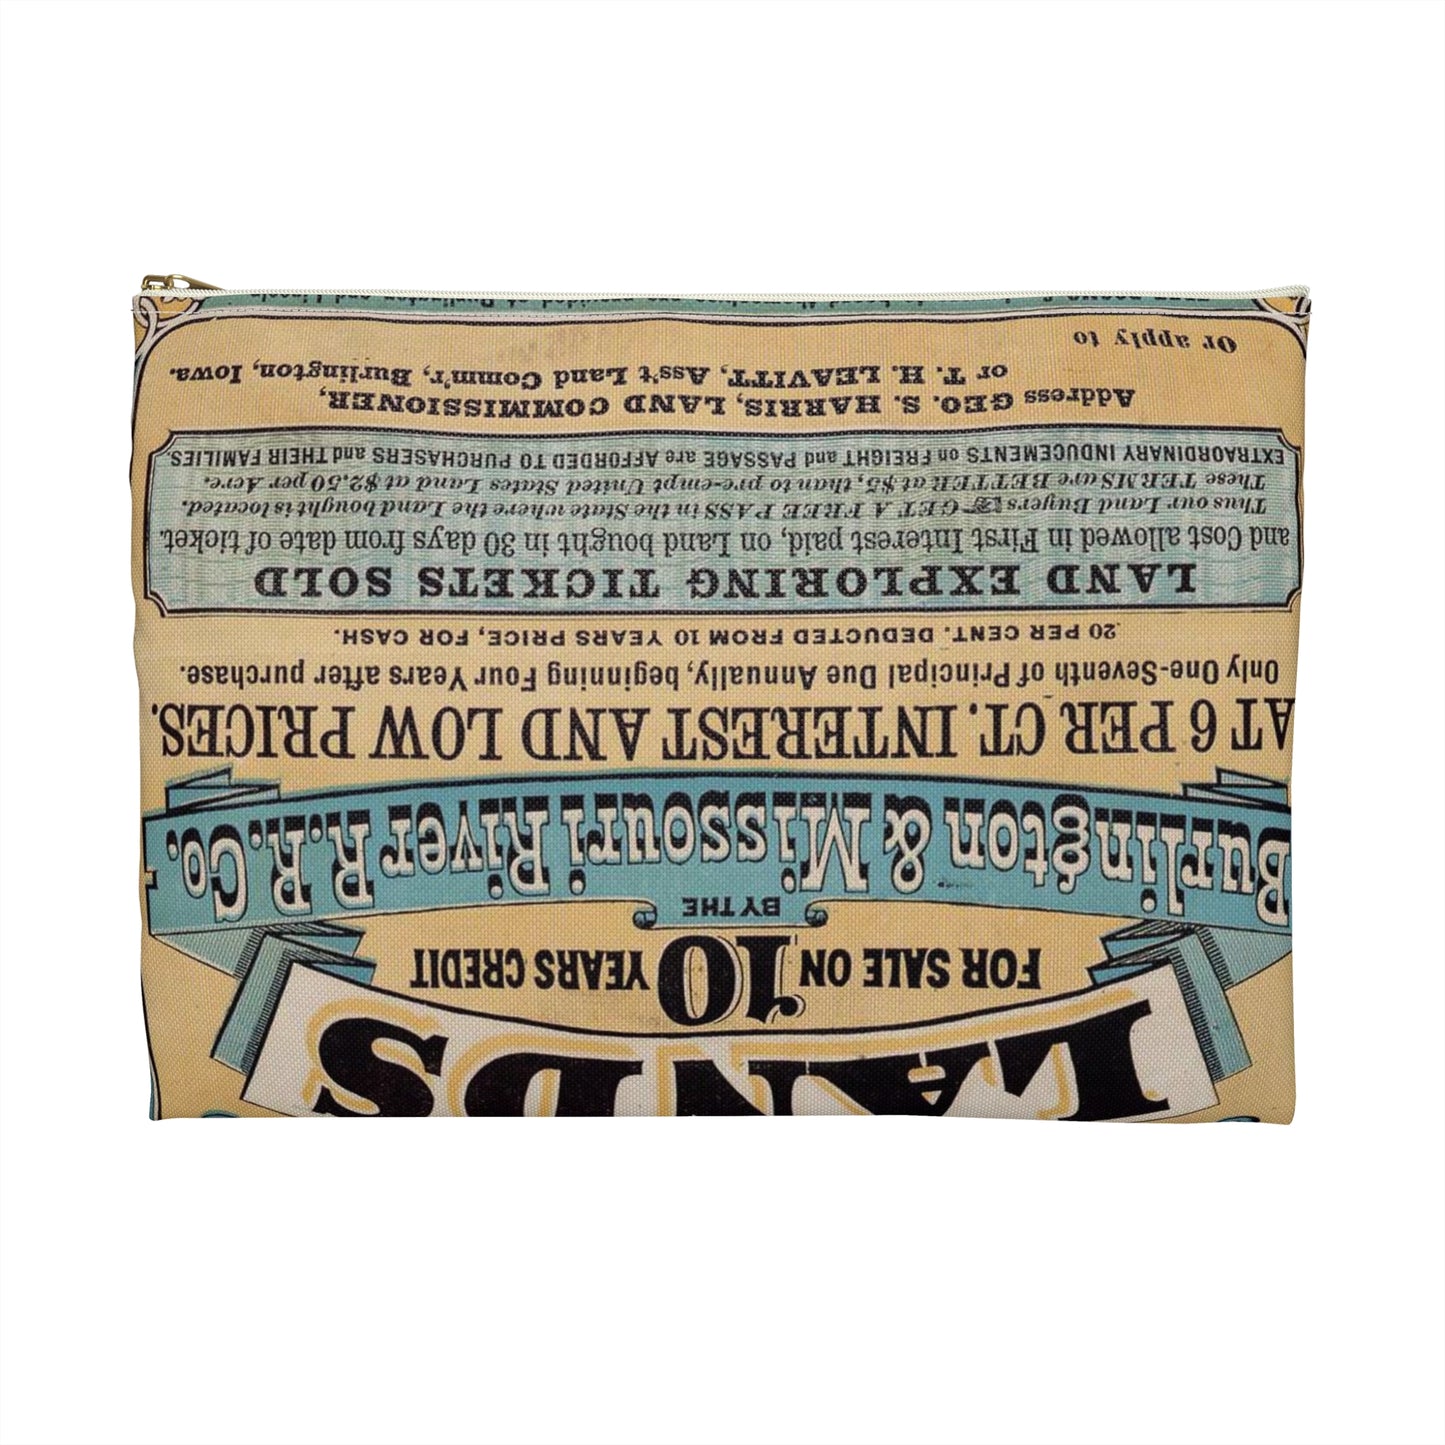 LANDS
FOR SALE ON 10 YEARS CREDIT
BY THE
Burlington & Missouri River R.R.Co.
AT 6 PER CT. INTEREST AND LOW PRICES.
Only One-Seventh of Principal Due Annually, beginning Four Years after purchase.
20 PER CENT. DEDUCTED FROM 10 YEARS PRICE, FOR CASH.
LAND EXPLORING TICKETS SOLD
and Cost allowed in First Interest paid, on Land bought in 30 days from date of ticket.
Thus our Land Buyers GET A FREE PASS in the State where the Land bought is located.
These TERMS are BETTER at $5, than to pre-empt United States Land at $2.50 per Acre.
EXTRAORDINARY INDUCEMENTS on FREIGHT and PASSAGE are AFFORDED TO PURCHASERS and THEIR FAMILIES.
Address GEO. S. HARRIS, LAND COMMISSIONER,
or T. H. LEAVITT, Ass't Land Comm'r, Burlington, Iowa.
Or apply to
are provided at Burlington and Lincoln